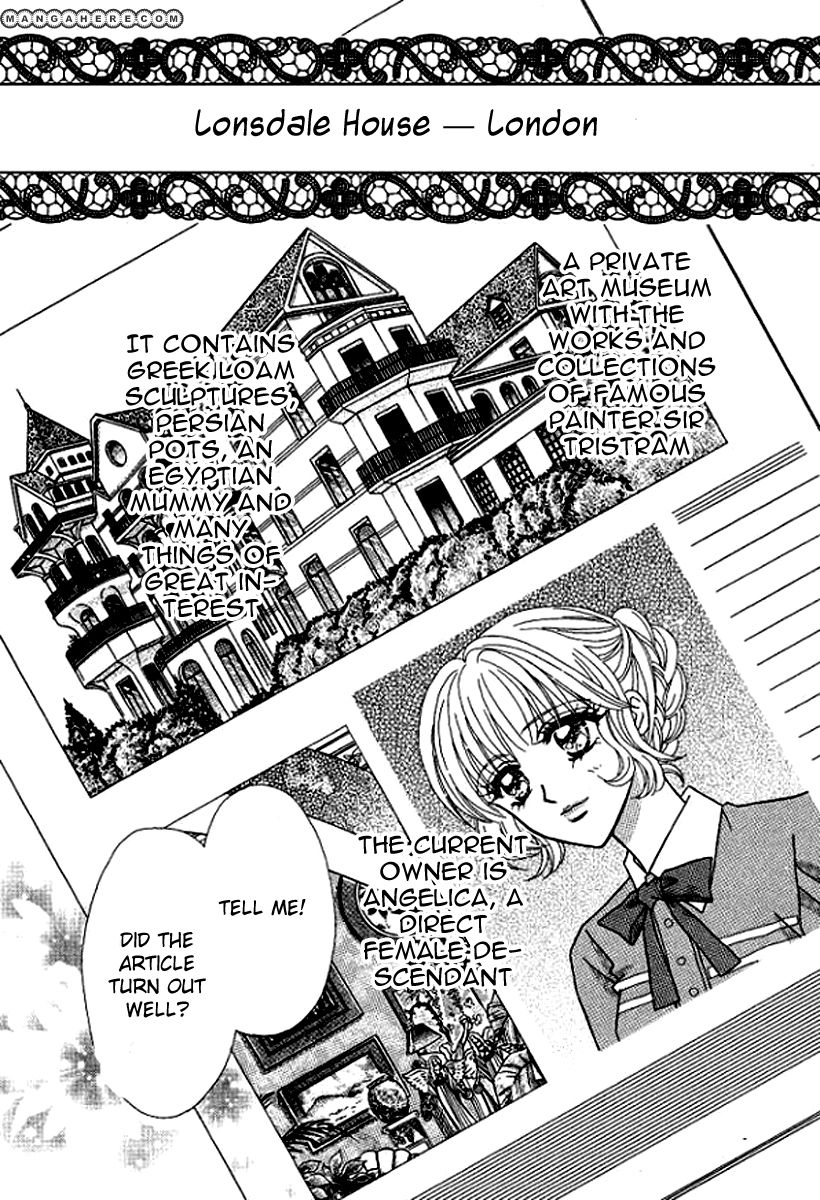 MANGAHERE.COM
Lonsdale House — London
A PRIVATE
ART MUSEUM
WITH THE
WORKS AND
COLLECTIONS
OF FAMOUS
PAINTER SIR
TRISTRAM
IT CONTAINS
GREEK LOAM
SCULPTURES,
PERSIAN
POTS, AN
EGYPTIAN
MUMMY AND
MANY
THINGS OF
GREAT IN-
TEREST
THE CURRENT
OWNER IS
ANGELICA, A
DIRECT
FEMALE DE-
SCENDANT
TELL ME!
DID THE
ARTICLE
TURN OUT
WELL?